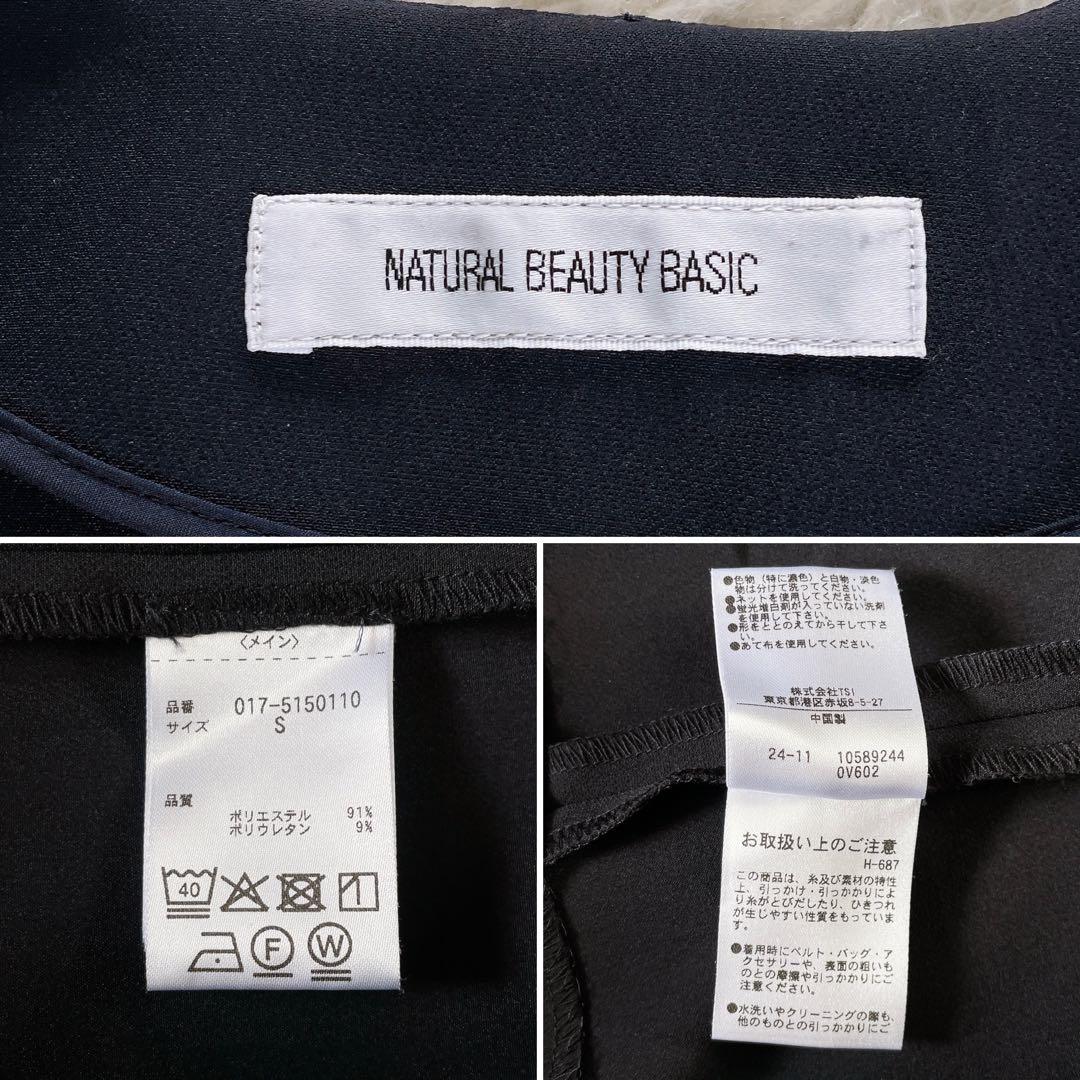 NATURAL BEAUTY BASIC
〈メイン〉
品番 017-5150110
サイズ S
品質
ポリエステル 91%
ポリウレタン 9%
40
F W
●色物(特に濃色)と白物・淡色
物は分けて洗ってください。
●ネットを使用してください。
●蛍光増白剤が入っていない洗剤
を使用して下さい。
●形をととのえてから干して下さ
い。
●あて布を使用してください。
株式会社TSI
東京都港区赤坂8-5-27
中国製
24-11 10589244
0V602
お取扱い上のご注意
H-687
この商品は、糸及び素材の特性
上、引っかけ・引っかかりによ
り糸がとびだしたり、ひきつれ
が生じやすい性質をもっていま
す。
●着用時にベルト・バッグ・ア
クセサリーや、表面の粗いも
のとの摩擦や引っかかりにご
注意ください。
●水洗いやクリーニングの際も、
他のものとの引っかかりにご